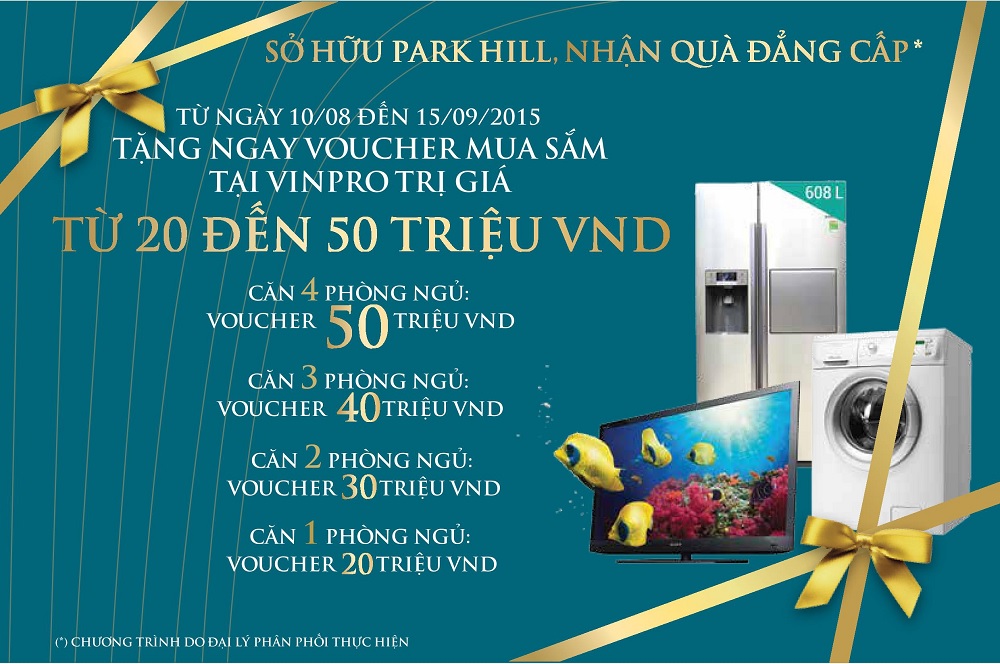 SỞ HỮU PARK HILL, NHẬN QUÀ ĐẲNG CẤP*
TỪ NGÀY 10/08 ĐẾN 15/09/2015
TẶNG NGAY VOUCHER MUA SẮM
TẠI VINPRO TRỊ GIÁ
TỪ 20 ĐẾN 50 TRIỆU VND
608 L
CĂN 4 PHÒNG NGỦ:
VOUCHER 50 TRIỆU VND
CĂN 3 PHÒNG NGỦ:
VOUCHER 40 TRIỆU VND
CĂN 2 PHÒNG NGỦ:
VOUCHER 30 TRIỆU VND
CĂN 1 PHÒNG NGỦ:
VOUCHER 20 TRIỆU VND
(*) CHƯƠNG TRÌNH DO ĐẠI LÝ PHÂN PHỐI THỰC HIỆN